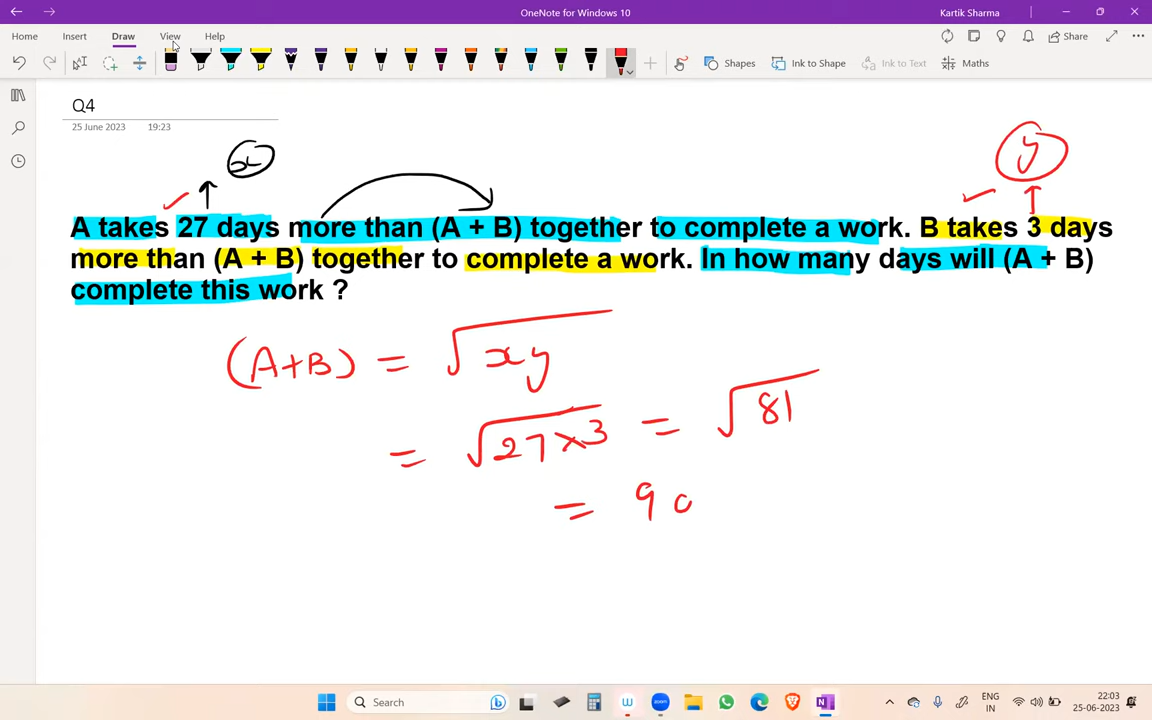 OneNote for Windows 10
Kartik Sharma
Home Insert Draw View Help
Share
Shapes Ink to Shape Ink to Text Maths
Q4
25 June 2023 19:23
x
y
A takes 27 days more than (A + B) together to complete a work. B takes 3 days
more than (A + B) together to complete a work. In how many days will (A + B)
complete this work ?
(A+B) = √xy
= √27×3 = √81
= 9
Search
ENG
IN
22:03
25-06-2023